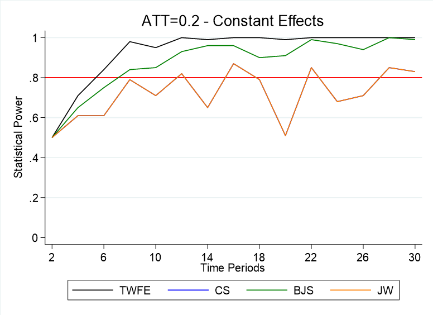 ATT=0.2 - Constant Effects
Statistical Power
1
.8
.6
.4
.2
0
2 6 10 14 18 22 26 30
Time Periods
TWFE CS BJS JW